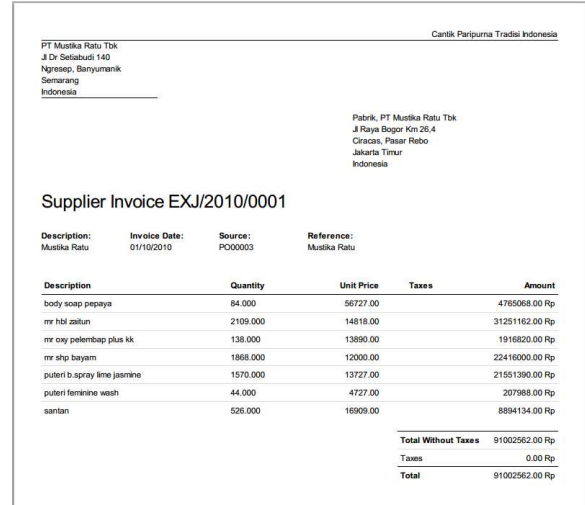 Cantik Paripurna Tradisi Indonesia
PT Mustika Ratu Tbk
Jl Dr Setiabudi 140
Ngresep, Banyumanik
Semarang
Indonesia
Pabrik, PT Mustika Ratu Tbk
Jl Raya Bogor Km 26,4
Ciracas, Pasar Rebo
Jakarta Timur
Indonesia
Supplier Invoice EXJ/2010/0001
Description: Invoice Date: Source: Reference:
Mustika Ratu 01/10/2010 PO00003 Mustika Ratu
Description Quantity Unit Price Taxes Amount
body soap pepaya 84.000 56727.00 4765068.00 Rp
mr hbl zaitun 2109.000 14818.00 31251162.00 Rp
mr oxy pelembap plus kk 138.000 13890.00 1916820.00 Rp
mr shp bayam 1868.000 12000.00 22416000.00 Rp
puteri b.spray lime jasmine 1570.000 13727.00 21551390.00 Rp
puteri feminine wash 44.000 4727.00 207988.00 Rp
santan 526.000 16909.00 8894134.00 Rp
Total Without Taxes 91002562.00 Rp
Taxes 0.00 Rp
Total 91002562.00 Rp